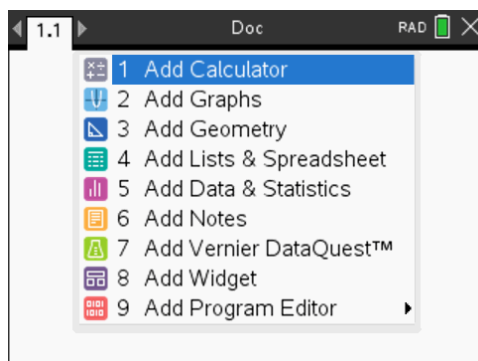 1.1 Doc RAD
1 Add Calculator
2 Add Graphs
3 Add Geometry
4 Add Lists & Spreadsheet
5 Add Data & Statistics
6 Add Notes
7 Add Vernier DataQuest™
8 Add Widget
9 Add Program Editor